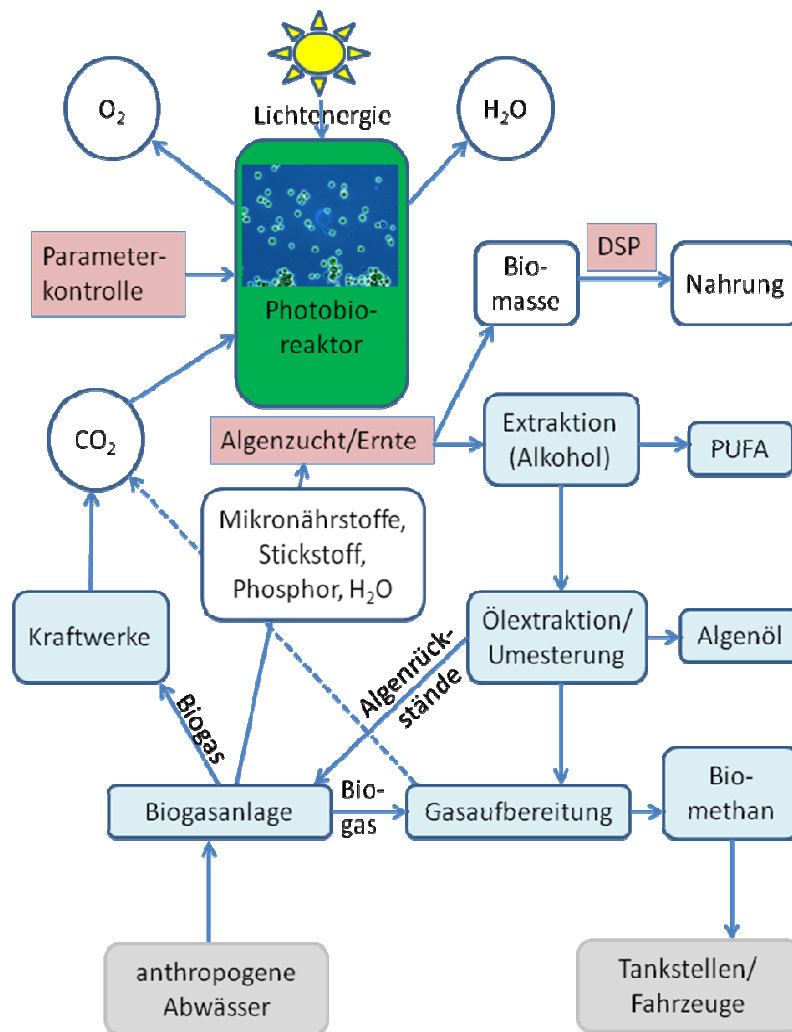 O2
Lichtenergie
H2O
Parameter-
kontrolle
Photobio-
reaktor
Bio-
masse
DSP
Nahrung
CO2
Algenzucht/Ernte
Extraktion
(Alkohol)
PUFA
Mikronährstoffe,
Stickstoff,
Phosphor, H2O
Kraftwerke
Ölextraktion/
Umesterung
Algenöl
Algenrück-
stände
Biogas
Biogasanlage
Bio-
gas
Gasaufbereitung
Bio-
methan
anthropogene
Abwässer
Tankstellen/
Fahrzeuge